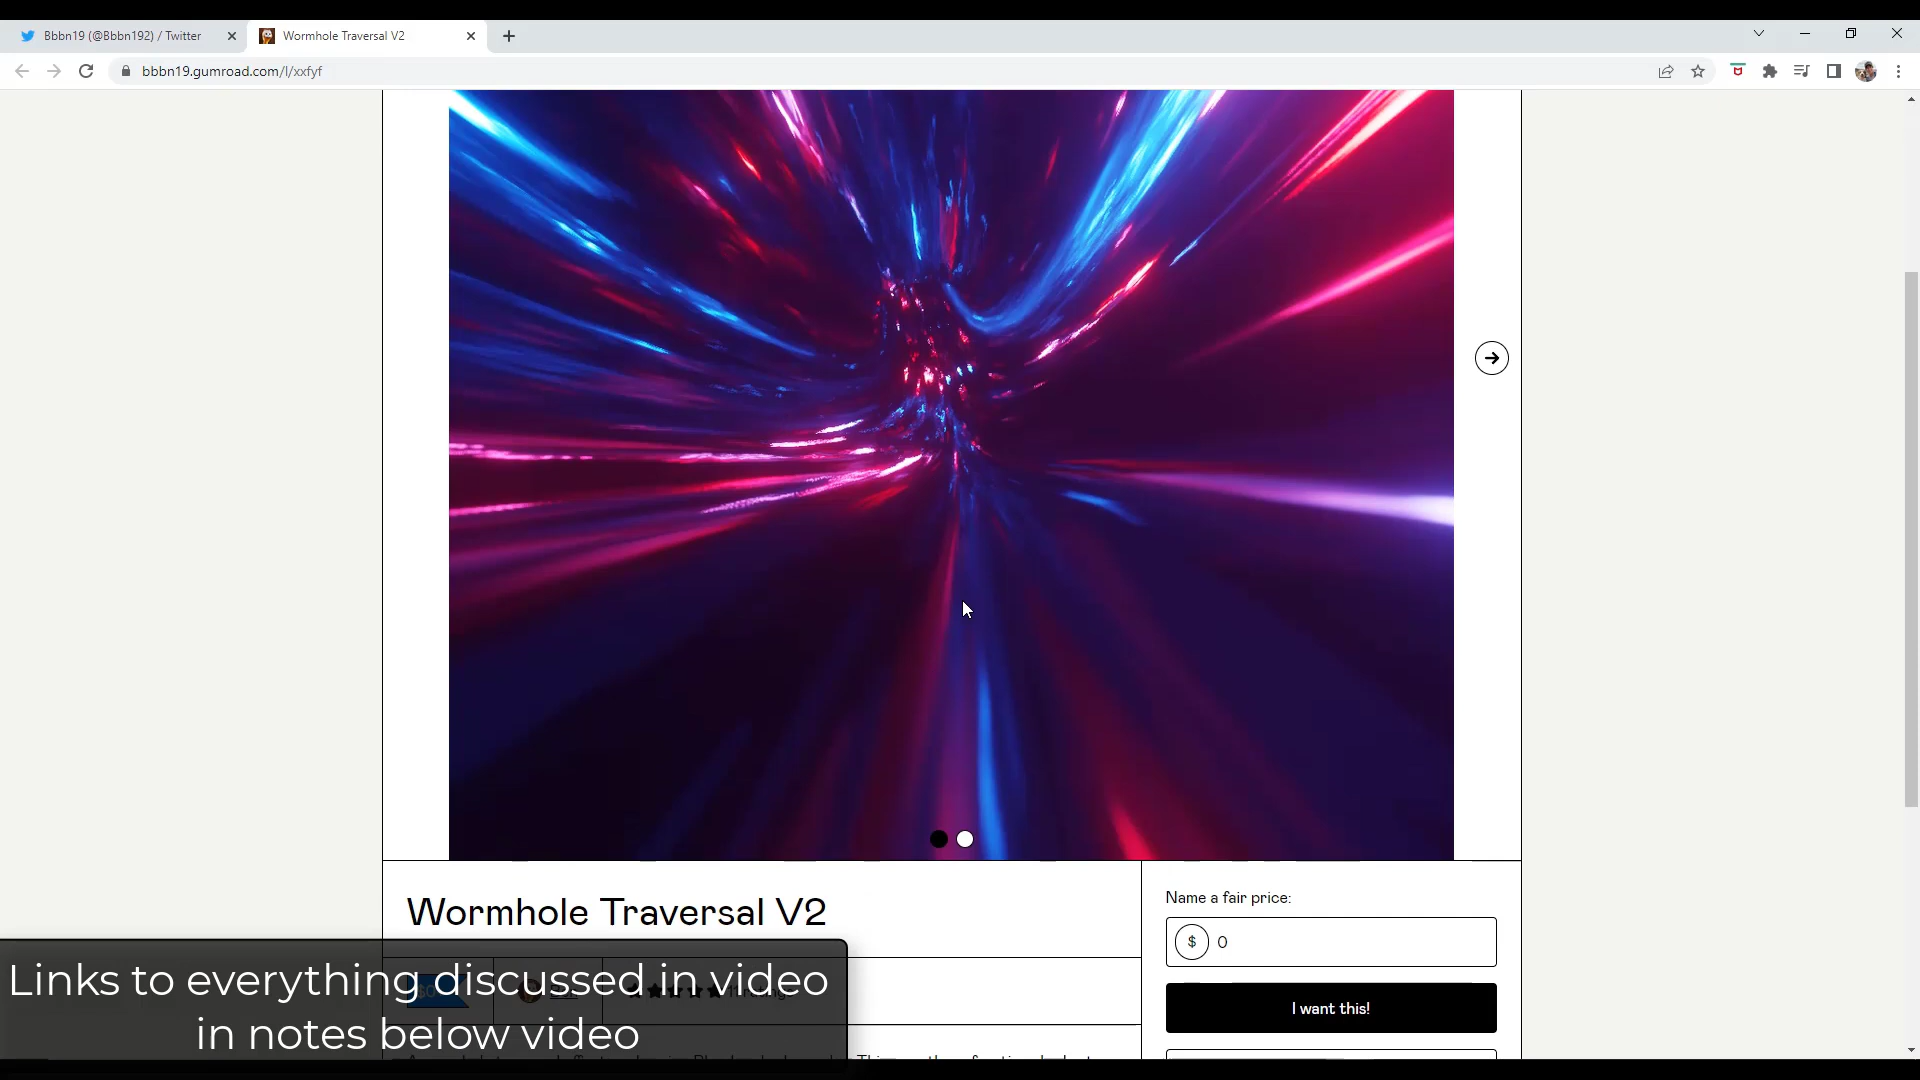 Bbbn19 (@Bbbn192) / Twitter
Wormhole Traversal V2
bbbn19.gumroad.com/l/xxfyf
Wormhole Traversal V2
Name a fair price:
$ 0
I want this!
Links to everything discussed in video
in notes below video